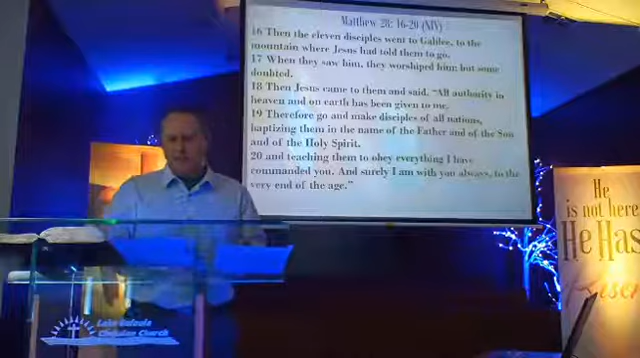 Matthew 28: 16-20 (NIV)
16 Then the eleven disciples went to Galilee, to the
mountain where Jesus had told them to go.
17 When they saw him, they worshiped him; but some
doubted.
18 Then Jesus came to them and said, "All authority in
heaven and on earth has been given to me.
19 Therefore go and make disciples of all nations,
baptizing them in the name of the Father and of the Son
and of the Holy Spirit,
20 and teaching them to obey everything I have
commanded you. And surely I am with you always, to the
very end of the age."
He
is not here
He Has
Risen
Lake
Christian Church